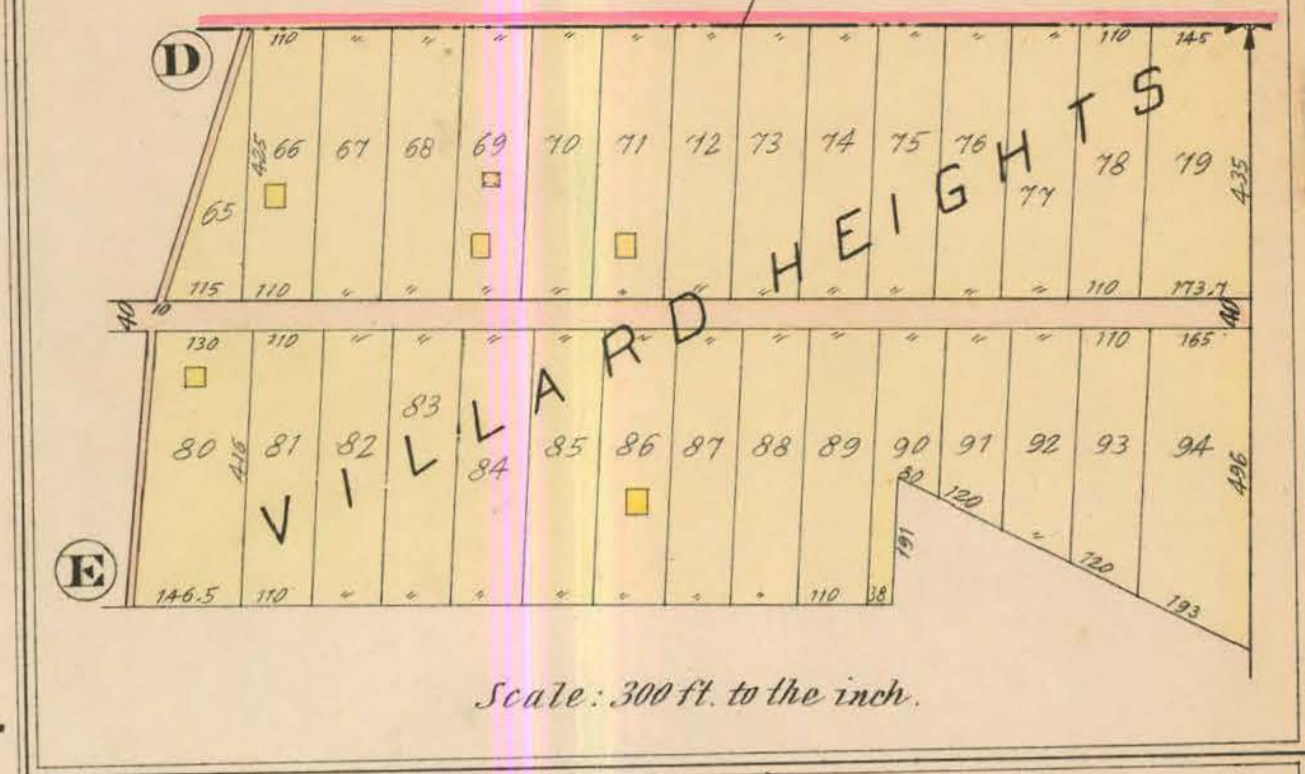 D
110 〃 〃 〃 〃 〃 〃 〃 〃 〃 〃 〃 110 145
425 66 67 68 69 70 71 72 73 74 75 76 77 78 79 435
65
115 110 〃 〃 〃 〃 〃 〃 〃 〃 〃 〃 110 173.7
40 10 40
VILLARD HEIGHTS
130 110 〃 〃 〃 〃 〃 〃 〃 〃 〃 〃 110 165
80 416 81 82 83 84 85 86 87 88 89 90 91 92 93 94 496
80 120 〃 120 193
191
E
146.5 110 〃 〃 〃 〃 〃 〃 〃 110 38
Scale: 300 ft. to the inch.